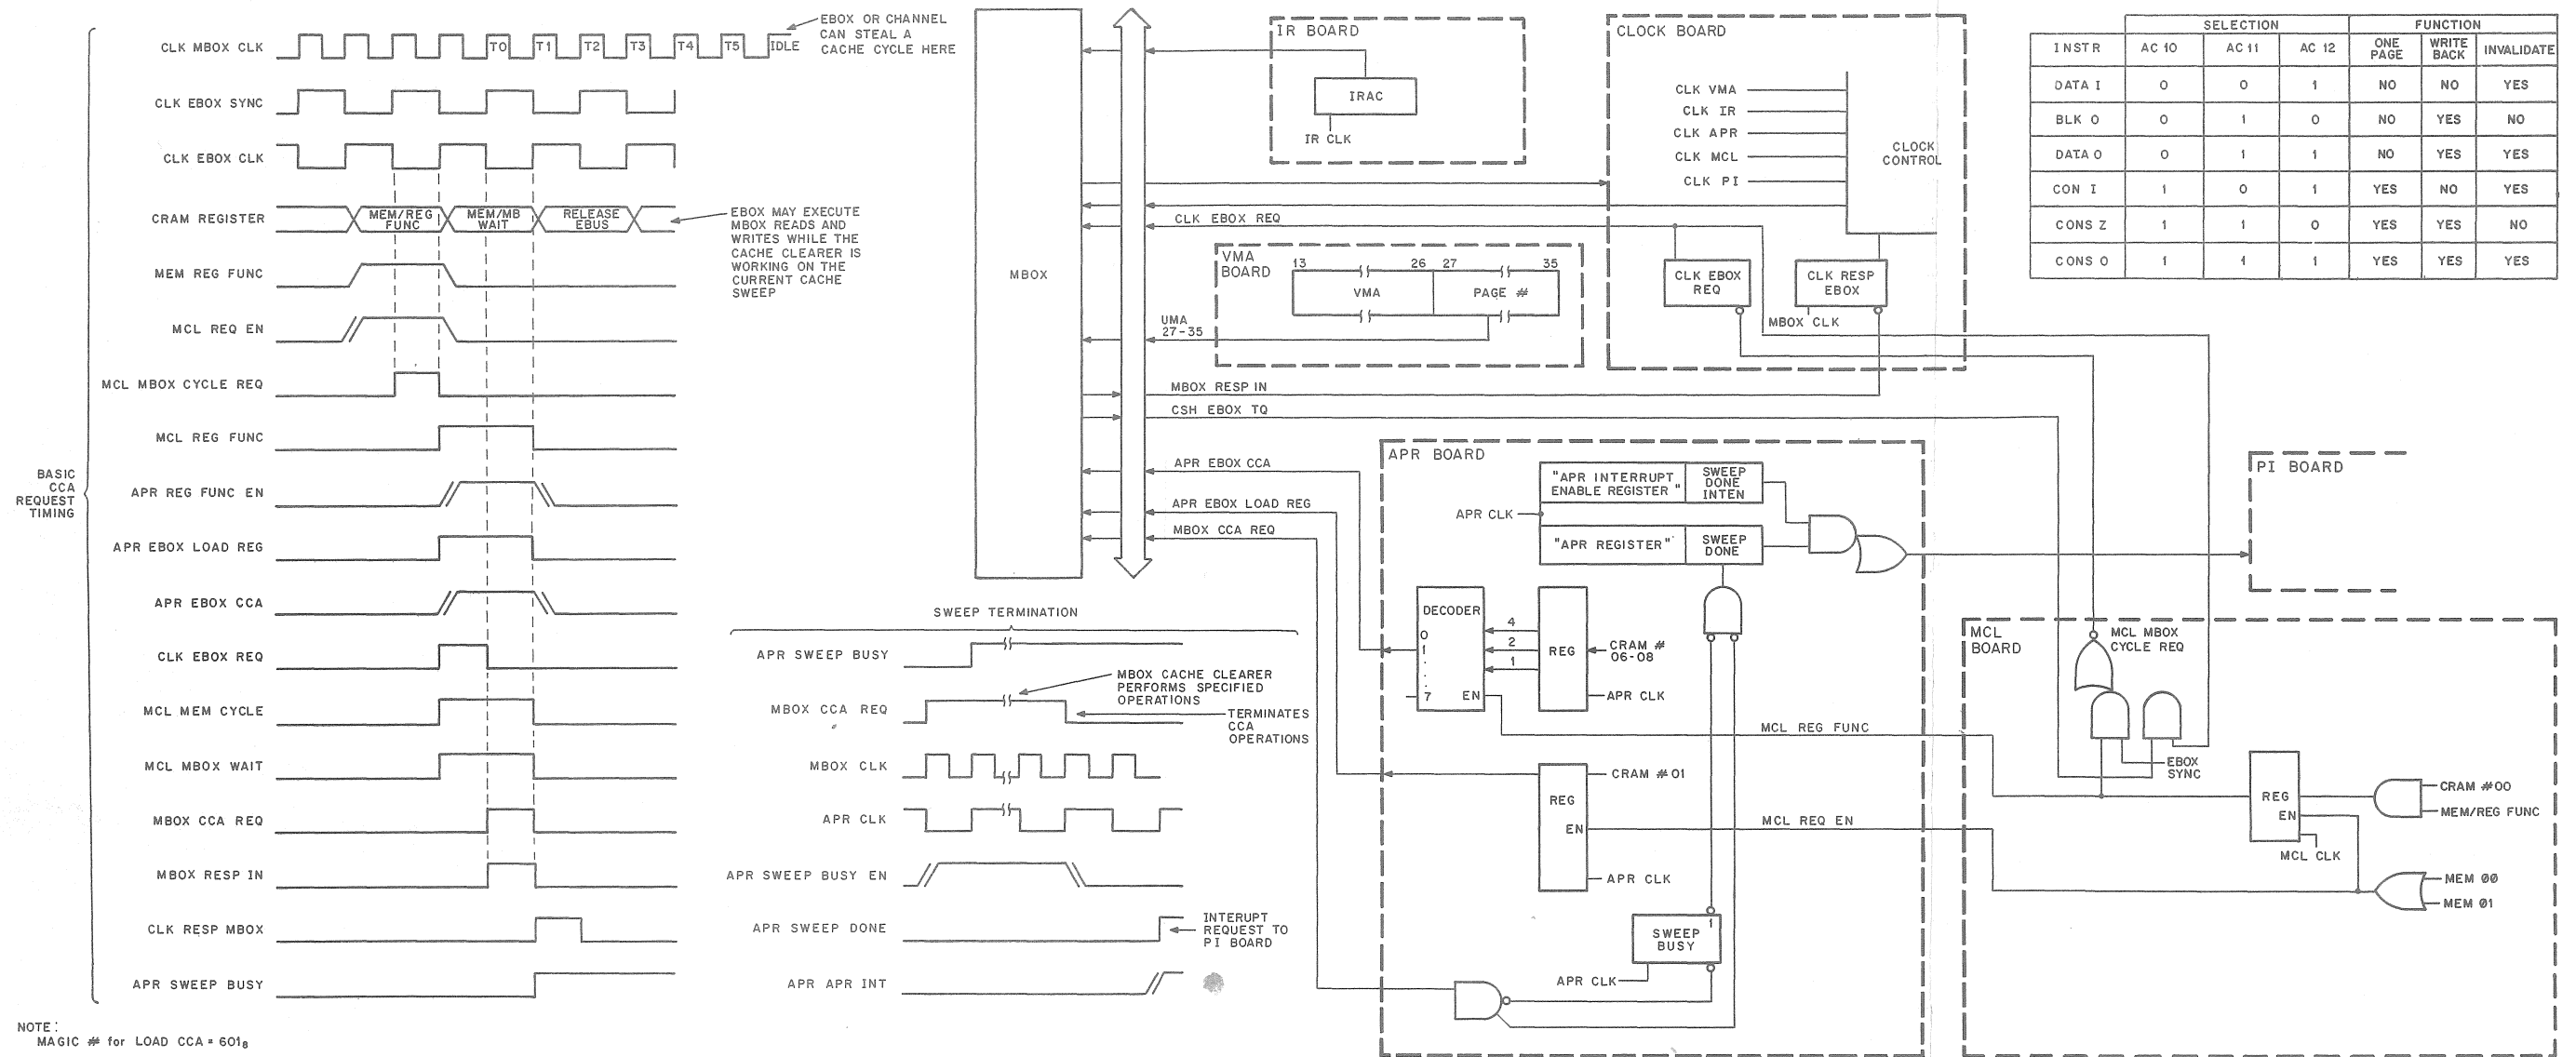 CLK MBOX CLK
T0 T1 T2 T3 T4 T5 IDLE
EBOX OR CHANNEL
CAN STEAL A
CACHE CYCLE HERE
CLK EBOX SYNC
CLK EBOX CLK
CRAM REGISTER
MEM/REG
FUNC
MEM/MB
WAIT
RELEASE
EBUS
EBOX MAY EXECUTE
MBOX READS AND
WRITES WHILE THE
CACHE CLEARER IS
WORKING ON THE
CURRENT CACHE
SWEEP
MEM REG FUNC
MCL REQ EN
MCL MBOX CYCLE REQ
MCL REG FUNC
BASIC
CCA
REQUEST
TIMING
APR REG FUNC EN
APR EBOX LOAD REG
APR EBOX CCA
CLK EBOX REQ
MCL MEM CYCLE
MCL MBOX WAIT
MBOX CCA REQ
MBOX RESP IN
CLK RESP MBOX
APR SWEEP BUSY
NOTE:
MAGIC # for LOAD CCA = 601₈
SWEEP TERMINATION
APR SWEEP BUSY
MBOX CACHE CLEARER
PERFORMS SPECIFIED
OPERATIONS
MBOX CCA REQ
TERMINATES
CCA
OPERATIONS
MBOX CLK
APR CLK
APR SWEEP BUSY EN
APR SWEEP DONE
INTERUPT
REQUEST TO
PI BOARD
APR APR INT
MBOX
IR BOARD
IRAC
IR CLK
CLOCK BOARD
CLK VMA
CLK IR
CLK APR
CLK MCL
CLK PI
CLOCK
CONTROL
CLK EBOX REQ
CLK EBOX
REQ
CLK RESP
EBOX
MBOX CLK
VMA
BOARD
13 26 27 35
VMA PAGE #
UMA
27-35
MBOX RESP IN
CSH EBOX TQ
APR EBOX CCA
APR EBOX LOAD REG
MBOX CCA REQ
APR BOARD
"APR INTERRUPT
ENABLE REGISTER"
SWEEP
DONE
INTEN
APR CLK
"APR REGISTER"
SWEEP
DONE
DECODER
0
1
.
.
.
7
EN
4
2
1
REG
CRAM #
06-08
APR CLK
MCL REG FUNC
REG
EN
CRAM #01
MCL REQ EN
APR CLK
SWEEP
BUSY
1
APR CLK
PI BOARD
MCL
BOARD
MCL MBOX
CYCLE REQ
EBOX
SYNC
REG
EN
MCL CLK
CRAM #00
MEM/REG FUNC
MEM 00
MEM 01
SELECTION FUNCTION
INSTR AC 10 AC 11 AC 12 ONE PAGE WRITE BACK INVALIDATE
DATA I 0 0 1 NO NO YES
BLK O 0 1 0 NO YES NO
DATA O 0 1 1 NO YES YES
CON I 1 0 1 YES NO YES
CONS Z 1 1 0 YES YES NO
CONS O 1 1 1 YES YES YES